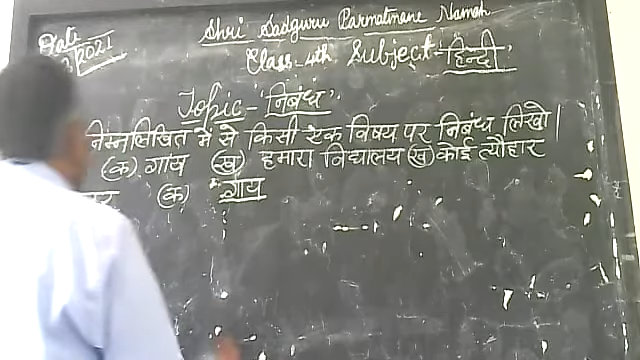 Shri Sadguru Parmatmane Namah
Date
2021
Class-4th Subject-हिन्दी
Topic-'निबंध'
निम्नलिखित में से किसी एक विषय पर निबंध लिखो |
(क) गाय (ख) हमारा विद्यालय (ख) कोई त्यौहार
(क) गाय